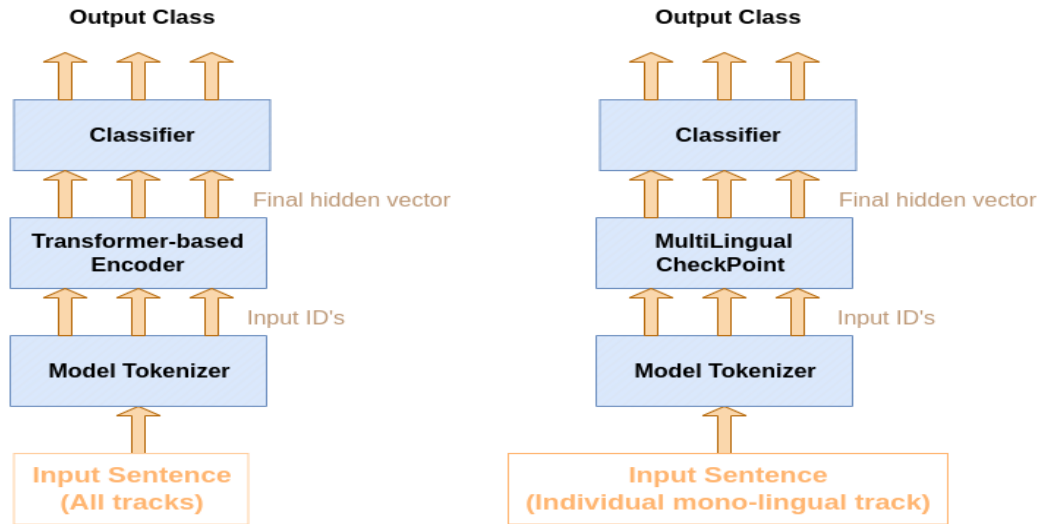 Output Class
Classifier
Final hidden vector
Transformer-based
Encoder
Input ID's
Model Tokenizer
Input Sentence
(All tracks)
Output Class
Classifier
Final hidden vector
MultiLingual
CheckPoint
Input ID's
Model Tokenizer
Input Sentence
(Individual mono-lingual track)